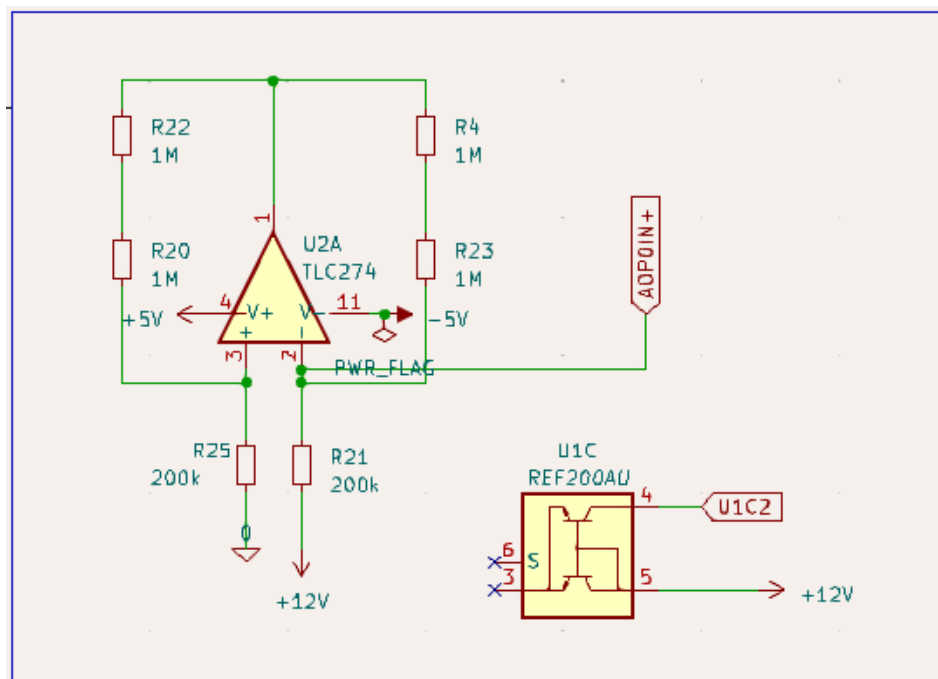 R22
1M
R4
1M
1
U2A
TLC274
R20
1M
R23
1M
ADP0IN+
+5V
4
V+
V-
11
-5V
+
-
3
2
PWR_FLAG
R25
200k
R21
200k
0
+12V
U1C
REF200AU
4
U1C2
6
S
3
5
+12V